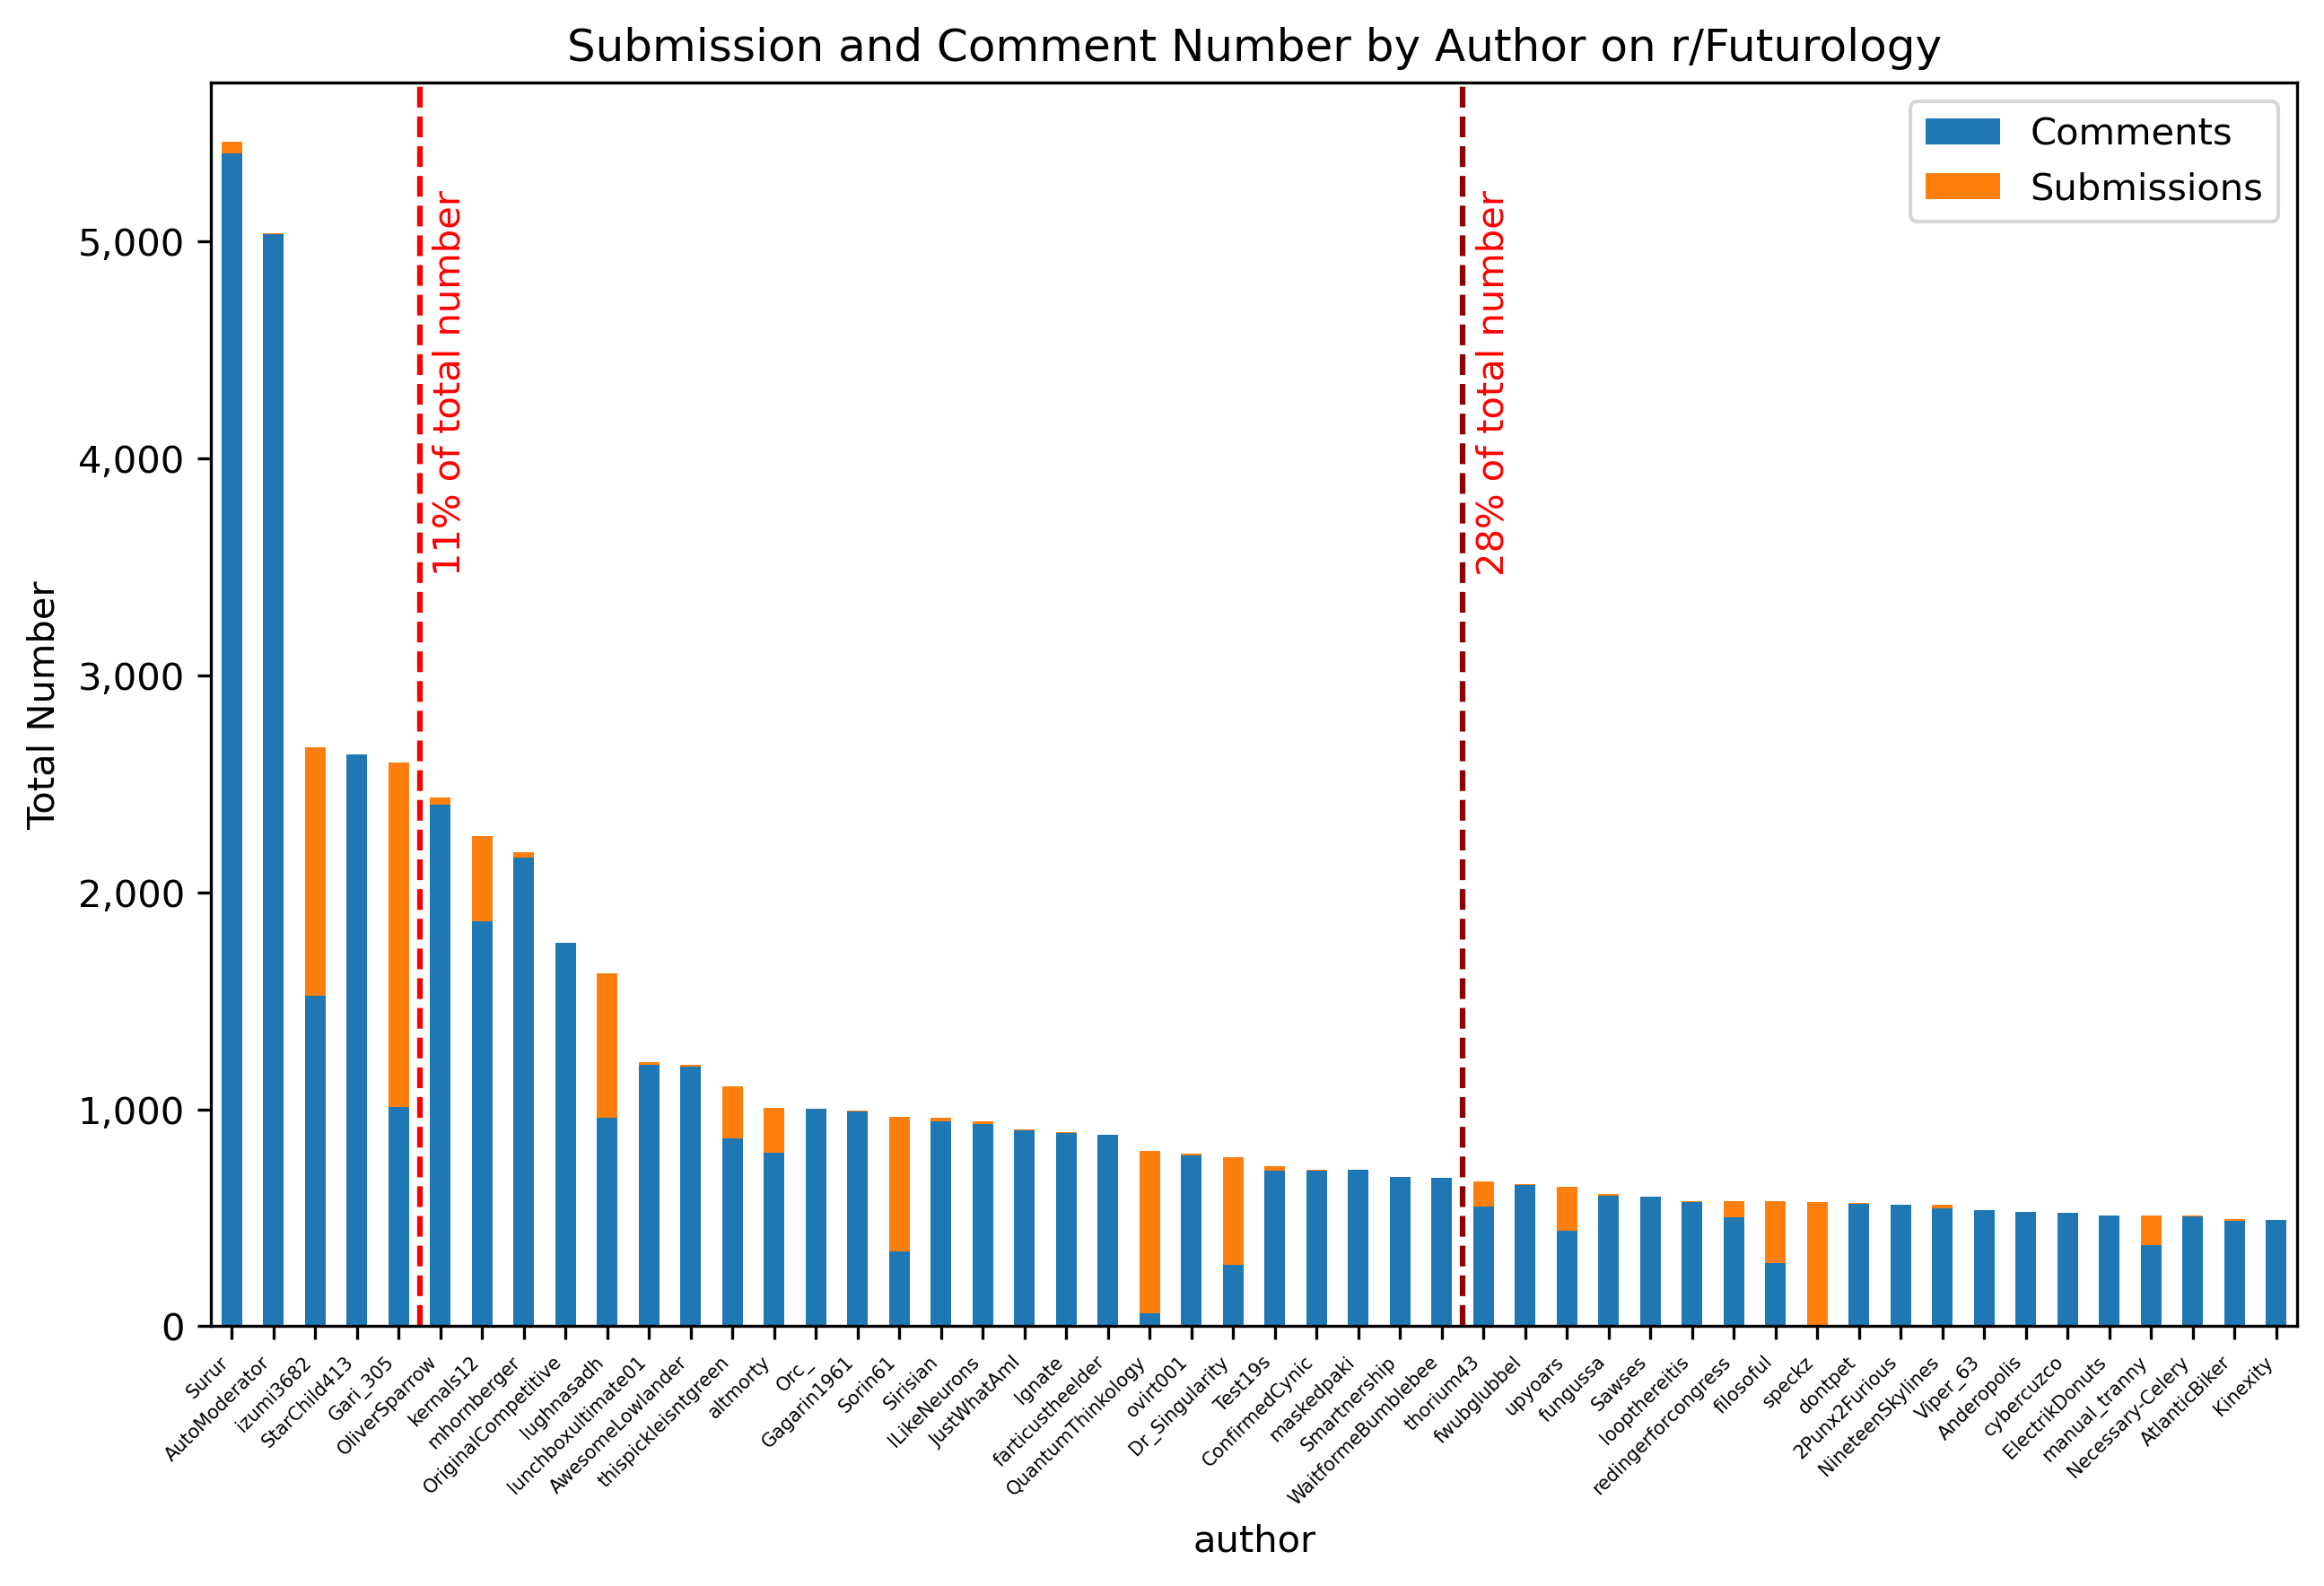 Submission and Comment Number by Author on r/Futurology
Comments
Submissions
11% of total number
28% of total number
Total Number
5,000
4,000
3,000
2,000
1,000
0
Surur
AutoModerator
izumi3682
StarChild413
Gari_305
OliverSparrow
kernals12
mhornberger
OriginalCompetitive
lughnasadh
lunchboxultimate01
AwesomeLowlander
thispickleisntgreen
altmorty
Orc_
Gagarin1961
Sorin61
Sirisian
ILikeNeurons
JustWhatAmI
Ignate
farticustheelder
QuantumThinkology
ovirt001
Dr_Singularity
Test19s
ConfirmedCynic
maskedpaki
Smartnership
WaitformeBumblebee
thorium43
fwubglubbel
upyoars
fungussa
Sawses
loopthereitis
redingerforcongress
filosoful
speckz
dontpet
2Punx2Furious
NineteenSkylines
Viper_63
Anderopolis
cybercuzco
ElectrikDonuts
manual_tranny
Necessary-Celery
AtlanticBiker
Kinexity
author